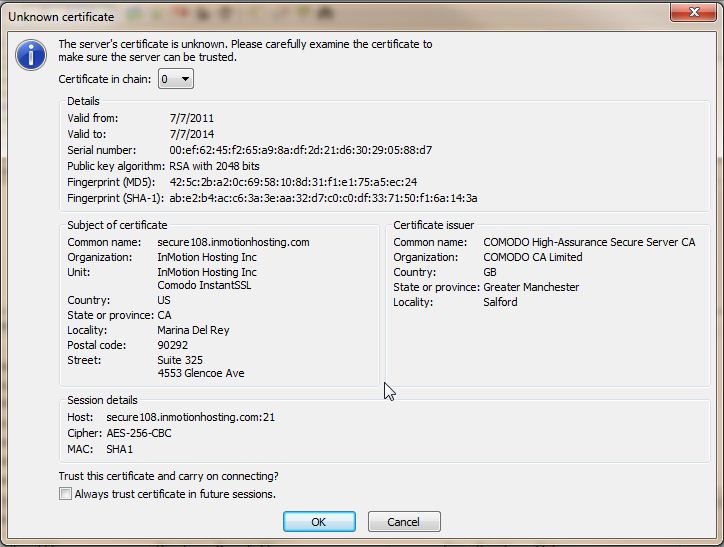 Unknown certificate
The server's certificate is unknown. Please carefully examine the certificate to
make sure the server can be trusted.
Certificate in chain: 0
Details
Valid from: 7/7/2011
Valid to: 7/7/2014
Serial number: 00:ef:62:45:f2:65:a9:8a:df:2d:21:d6:30:29:05:88:d7
Public key algorithm: RSA with 2048 bits
Fingerprint (MD5): 42:5c:2b:a2:0c:69:58:10:8d:31:f1:e1:75:a5:ec:24
Fingerprint (SHA-1): ab:e2:b4:ac:c6:3a:3e:aa:32:d7:c0:c0:df:33:71:50:f1:6a:14:3a
Subject of certificate
Common name: secure108.inmotionhosting.com
Organization: InMotion Hosting Inc
Unit: InMotion Hosting Inc
Comodo InstantSSL
Country: US
State or province: CA
Locality: Marina Del Rey
Postal code: 90292
Street: Suite 325
4553 Glencoe Ave
Certificate issuer
Common name: COMODO High-Assurance Secure Server CA
Organization: COMODO CA Limited
Country: GB
State or province: Greater Manchester
Locality: Salford
Session details
Host: secure108.inmotionhosting.com:21
Cipher: AES-256-CBC
MAC: SHA1
Trust this certificate and carry on connecting?
Always trust certificate in future sessions.
OK Cancel